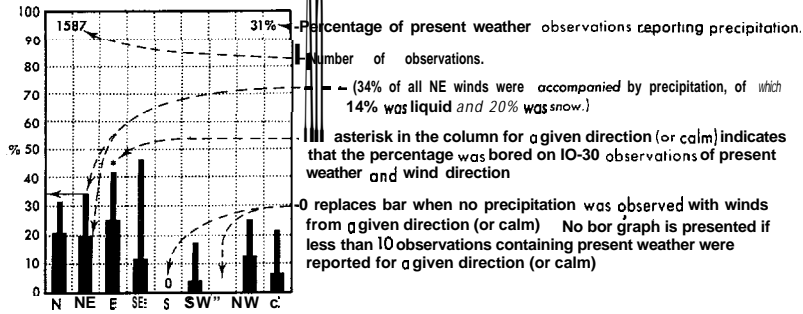 100
90
80
70
60
50
40
30
20
10
0
%
1587
31%
N NE E SE: S SW" NW C
*
0
-Percentage of present weather observations reporting precipitation.
Number of observations.
(34% of all NE winds were accompanied by precipitation, of which
14% was liquid and 20% was snow.)
asterisk in the column for a given direction (or calm) indicates
that the percentage was bored on IO-30 observations of present
weather and wind direction
-0 replaces bar when no precipitation was observed with winds
from a given direction (or calm) No bor graph is presented if
less than 10 observations containing present weather were
reported for a given direction (or calm)